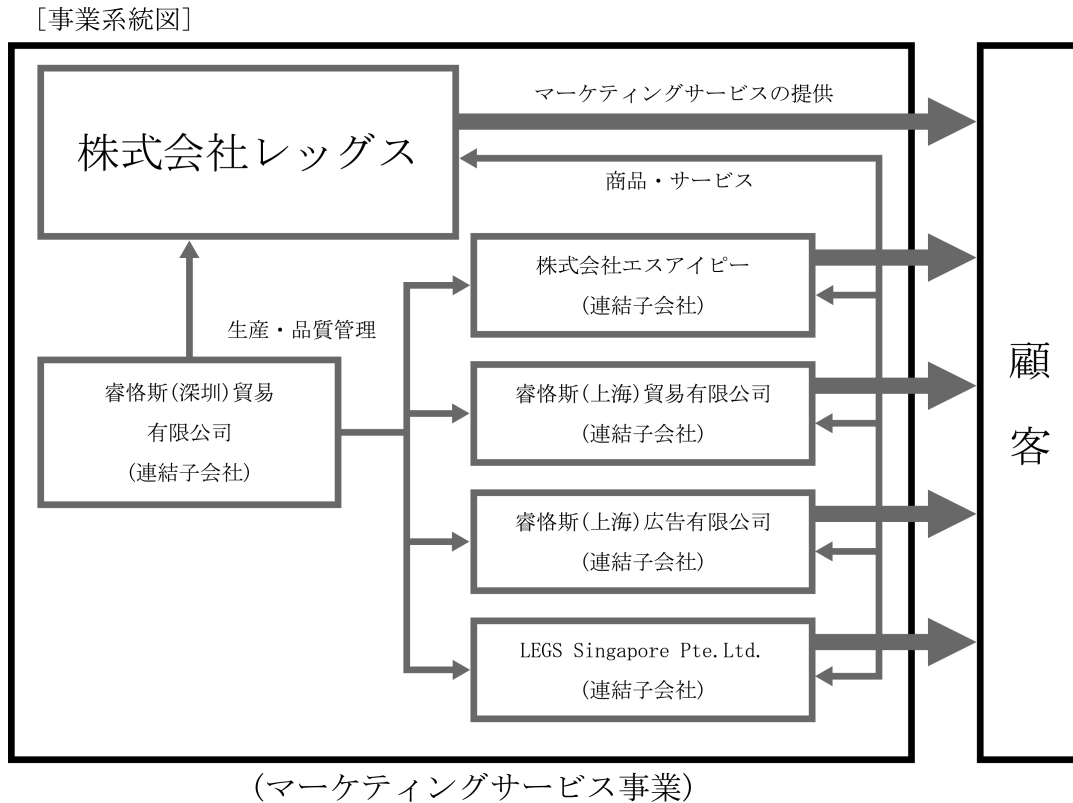 [事業系統図]
株式会社レッグス
マーケティングサービスの提供
商品・サービス
株式会社エスアイピー
(連結子会社)
生産・品質管理
睿恪斯(深圳)貿易
有限公司
(連結子会社)
睿恪斯(上海)貿易有限公司
(連結子会社)
睿恪斯(上海)広告有限公司
(連結子会社)
LEGS Singapore Pte.Ltd.
(連結子会社)
顧
客
(マーケティングサービス事業)